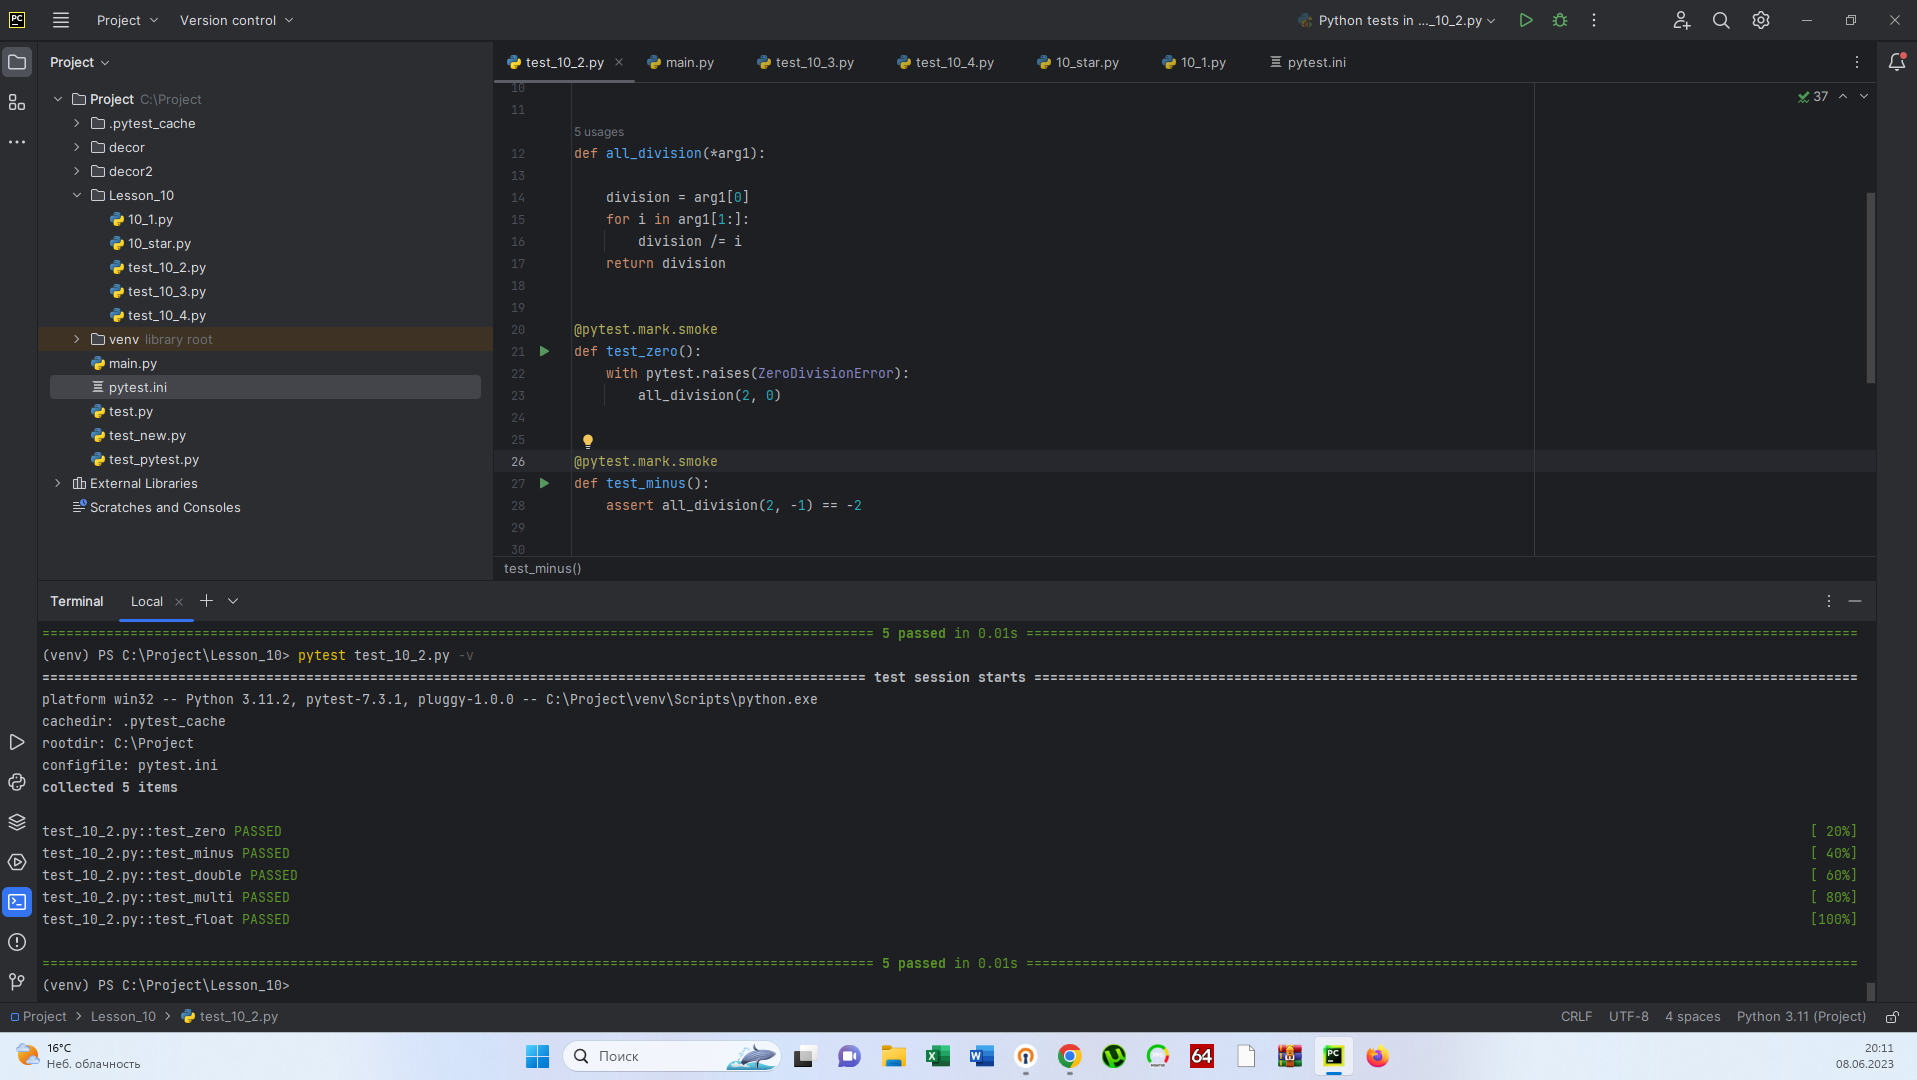 PC
Project
Version control
Python tests in ..._10_2.py
Project
Project C:\Project
.pytest_cache
decor
decor2
Lesson_10
10_1.py
10_star.py
test_10_2.py
test_10_3.py
test_10_4.py
venv library root
main.py
pytest.ini
test.py
test_new.py
test_pytest.py
External Libraries
Scratches and Consoles
test_10_2.py
main.py
test_10_3.py
test_10_4.py
10_star.py
10_1.py
pytest.ini
37
10
11
5 usages
12 def all_division(*arg1):
13
14 division = arg1[0]
15 for i in arg1[1:]:
16 division /= i
17 return division
18
19
20 @pytest.mark.smoke
21 def test_zero():
22 with pytest.raises(ZeroDivisionError):
23 all_division(2, 0)
24
25
26 @pytest.mark.smoke
27 def test_minus():
28 assert all_division(2, -1) == -2
29
30
test_minus()
Terminal
Local
5 passed in 0.01s
(venv) PS C:\Project\Lesson_10> pytest test_10_2.py -v
test session starts
platform win32 -- Python 3.11.2, pytest-7.3.1, pluggy-1.0.0 -- C:\Project\venv\Scripts\python.exe
cachedir: .pytest_cache
rootdir: C:\Project
configfile: pytest.ini
collected 5 items
test_10_2.py::test_zero PASSED [ 20%]
test_10_2.py::test_minus PASSED [ 40%]
test_10_2.py::test_double PASSED [ 60%]
test_10_2.py::test_multi PASSED [ 80%]
test_10_2.py::test_float PASSED [100%]
5 passed in 0.01s
(venv) PS C:\Project\Lesson_10>
Project
Lesson_10
test_10_2.py
CRLF
UTF-8
4 spaces
Python 3.11 (Project)
16°C
Неб. облачность
Поиск
64
PC
20:11
08.06.2023